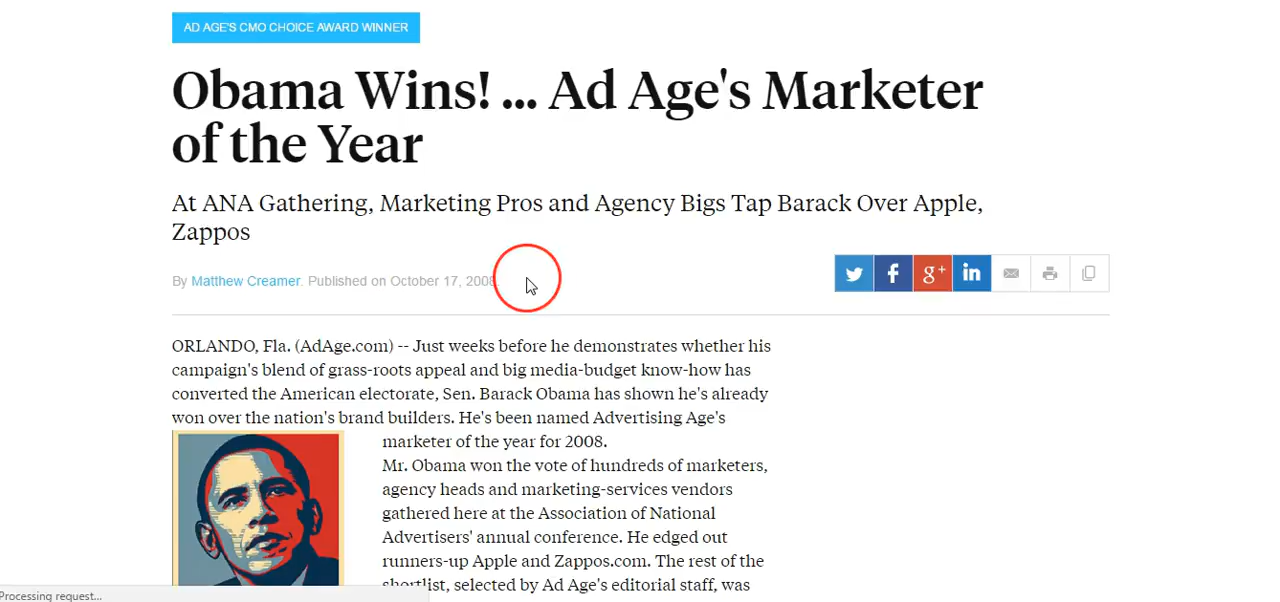 AD AGE'S CMO CHOICE AWARD WINNER
Obama Wins! ... Ad Age's Marketer
of the Year
At ANA Gathering, Marketing Pros and Agency Bigs Tap Barack Over Apple,
Zappos
By Matthew Creamer. Published on October 17, 2008.
g+
in
ORLANDO, Fla. (AdAge.com) -- Just weeks before he demonstrates whether his
campaign's blend of grass-roots appeal and big media-budget know-how has
converted the American electorate, Sen. Barack Obama has shown he's already
won over the nation's brand builders. He's been named Advertising Age's
marketer of the year for 2008.
Mr. Obama won the vote of hundreds of marketers,
agency heads and marketing-services vendors
gathered here at the Association of National
Advertisers' annual conference. He edged out
runners-up Apple and Zappos.com. The rest of the
shortlist, selected by Ad Age's editorial staff, was
Processing request...